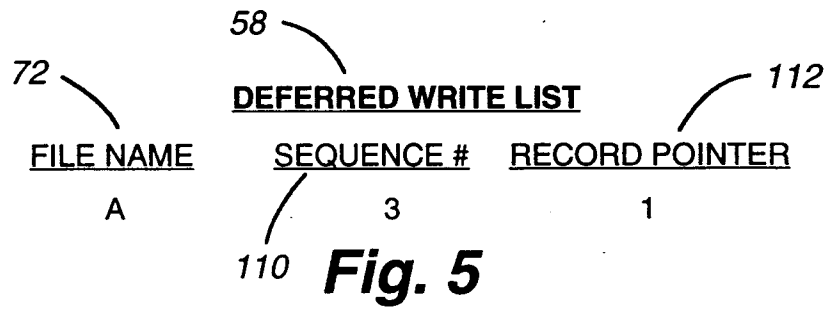 58
72
112
DEFERRED WRITE LIST
FILE NAME SEQUENCE # RECORD POINTER
A 3 1
110 Fig. 5